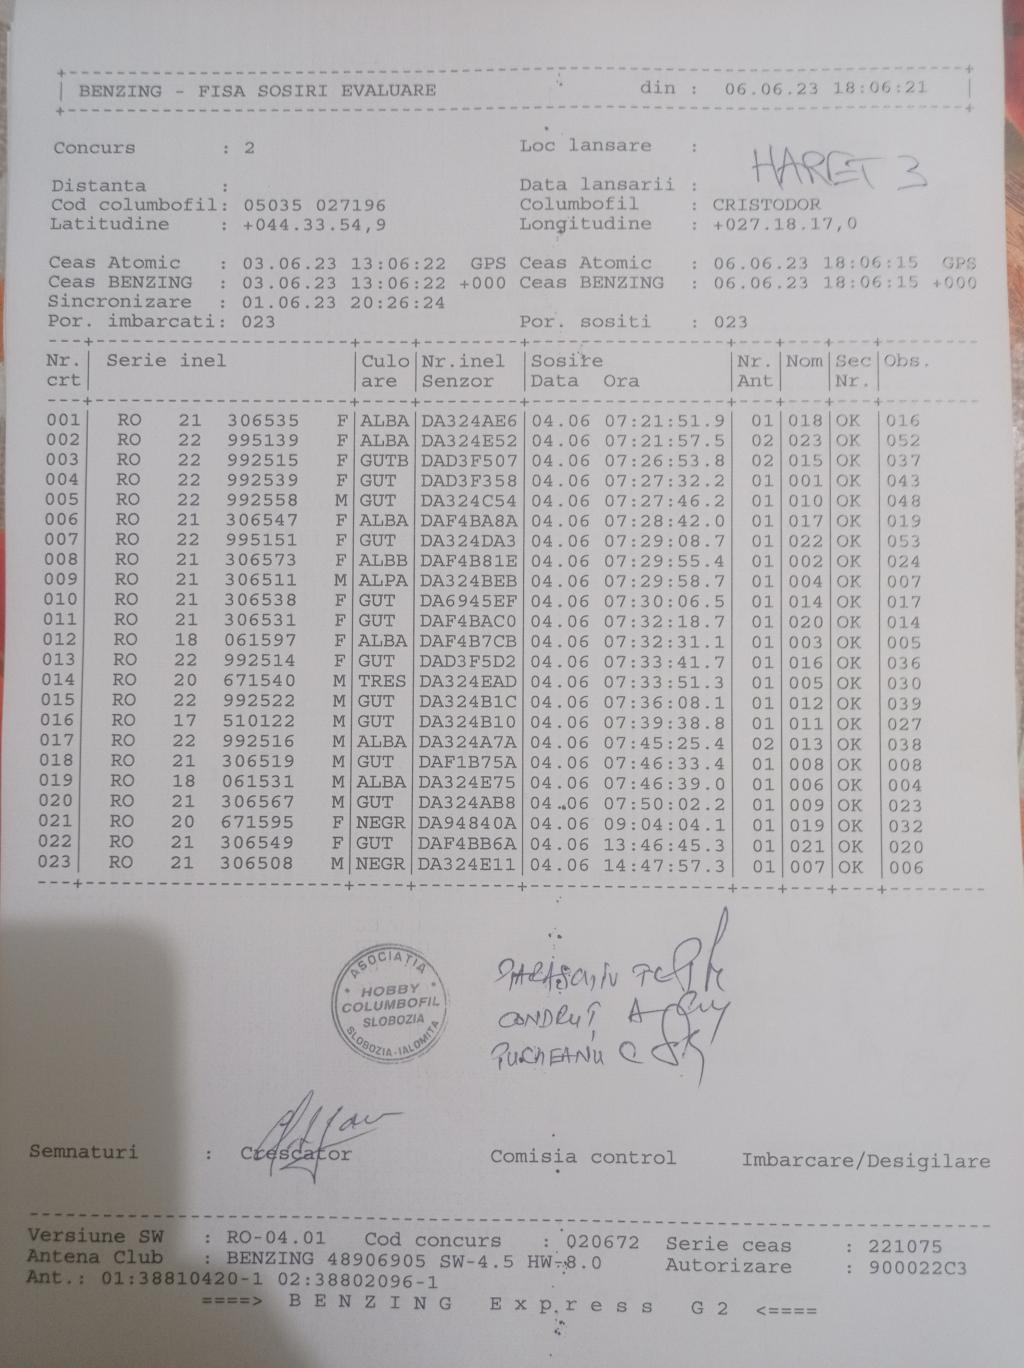 BENZING - FISA SOSIRI EVALUARE din : 06.06.23 18:06:21
Concurs : 2 Loc lansare : HARET 3
Distanta : Data lansarii :
Cod columbofil: 05035 027196 Columbofil : CRISTODOR
Latitudine : +044.33.54,9 Longitudine : +027.18.17,0
Ceas Atomic : 03.06.23 13:06:22 GPS Ceas Atomic : 06.06.23 18:06:15 GPS
Ceas BENZING : 03.06.23 13:06:22 +000 Ceas BENZING : 06.06.23 18:06:15 +000
Sincronizare : 01.06.23 20:26:24
Por. imbarcati: 023 Por. sositi : 023
Nr. Serie inel Culo Nr.inel Sosire Nr. Nom Sec Obs.
crt are Senzor Data Ora Ant Nr.
001 RO 21 306535 F ALBA DA324AE6 04.06 07:21:51.9 01 018 OK 016
002 RO 22 995139 F ALBA DA324E52 04.06 07:21:57.5 02 023 OK 052
003 RO 22 992515 F GUTB DAD3F507 04.06 07:26:53.8 02 015 OK 037
004 RO 22 992539 F GUT DAD3F358 04.06 07:27:32.2 01 001 OK 043
005 RO 22 992558 M GUT DA324C54 04.06 07:27:46.2 01 010 OK 048
006 RO 21 306547 F ALBA DAF4BA8A 04.06 07:28:42.0 01 017 OK 019
007 RO 22 995151 F GUT DA324DA3 04.06 07:29:08.7 01 022 OK 053
008 RO 21 306573 F ALBB DAF4B81E 04.06 07:29:55.4 01 002 OK 024
009 RO 21 306511 M ALPA DA324BEB 04.06 07:29:58.7 01 004 OK 007
010 RO 21 306538 F GUT DA6945EF 04.06 07:30:06.5 01 014 OK 017
011 RO 21 306531 F GUT DAF4BAC0 04.06 07:32:18.7 01 020 OK 014
012 RO 18 061597 F ALBA DAF4B7CB 04.06 07:32:31.1 01 003 OK 005
013 RO 22 992514 F GUT DAD3F5D2 04.06 07:33:41.7 01 016 OK 036
014 RO 20 671540 M TRES DA324EAD 04.06 07:33:51.3 01 005 OK 030
015 RO 22 992522 M GUT DA324B1C 04.06 07:36:08.1 01 012 OK 039
016 RO 17 510122 M GUT DA324B10 04.06 07:39:38.8 01 011 OK 027
017 RO 22 992516 M ALBA DA324A7A 04.06 07:45:25.4 02 013 OK 038
018 RO 21 306519 M GUT DAF1B75A 04.06 07:46:33.4 01 008 OK 008
019 RO 18 061531 M ALBA DA324E75 04.06 07:46:39.0 01 006 OK 004
020 RO 21 306567 M GUT DA324AB8 04.06 07:50:02.2 01 009 OK 023
021 RO 20 671595 F NEGR DA94840A 04.06 09:04:04.1 01 019 OK 032
022 RO 21 306549 F GUT DAF4BB6A 04.06 13:46:45.3 01 021 OK 020
023 RO 21 306508 M NEGR DA324E11 04.06 14:47:57.3 01 007 OK 006
ASOCIAȚIA
HOBBY
COLUMBOFIL
SLOBOZIA
SLOBOZIA-IALOMIȚA
PARASCHIV
CONDRUȚ A
PUCHEANU C
Semnaturi : Crescator Comisia control Imbarcare/Desigilare
Versiune SW : RO-04.01 Cod concurs : 020672 Serie ceas : 221075
Antena Club : BENZING 48906905 SW-4.5 HW-8.0 Autorizare : 900022C3
Ant.: 01:38810420-1 02:38802096-1
====> BENZING Express G2 <====